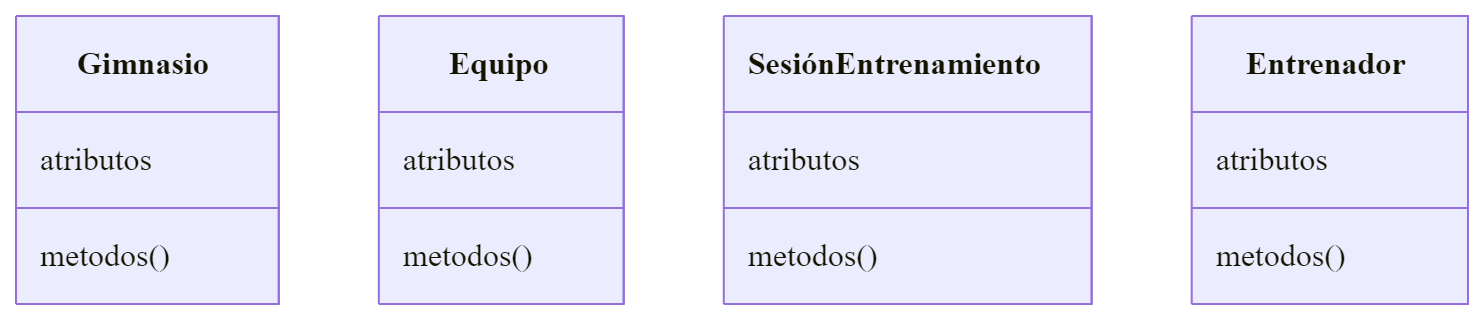 Gimnasio
atributos
metodos()
Equipo
atributos
metodos()
SesiónEntrenamiento
atributos
metodos()
Entrenador
atributos
metodos()